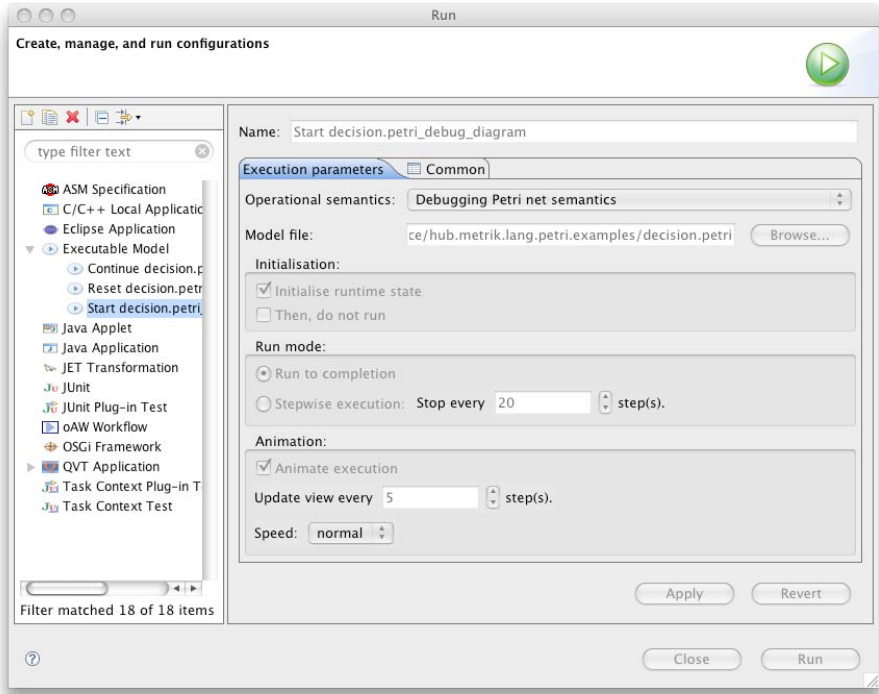 Run
Create, manage, and run configurations
type filter text
ASM Specification
C/C++ Local Applicatic
Eclipse Application
Executable Model
Continue decision.p
Reset decision.petr
Start decision.petri_
Java Applet
Java Application
JET Transformation
Ju JUnit
JUnit Plug-in Test
oAW Workflow
OSGi Framework
QVT Application
Task Context Plug-in T
Task Context Test
Filter matched 18 of 18 items
Name: Start decision.petri_debug_diagram
Execution parameters Common
Operational semantics: Debugging Petri net semantics
Model file: ce/hub.metrik.lang.petri.examples/decision.petri Browse...
Initialisation:
Initialise runtime state
Then, do not run
Run mode:
Run to completion
Stepwise execution: Stop every 20 step(s).
Animation:
Animate execution
Update view every 5 step(s).
Speed: normal
Apply Revert
? Close Run